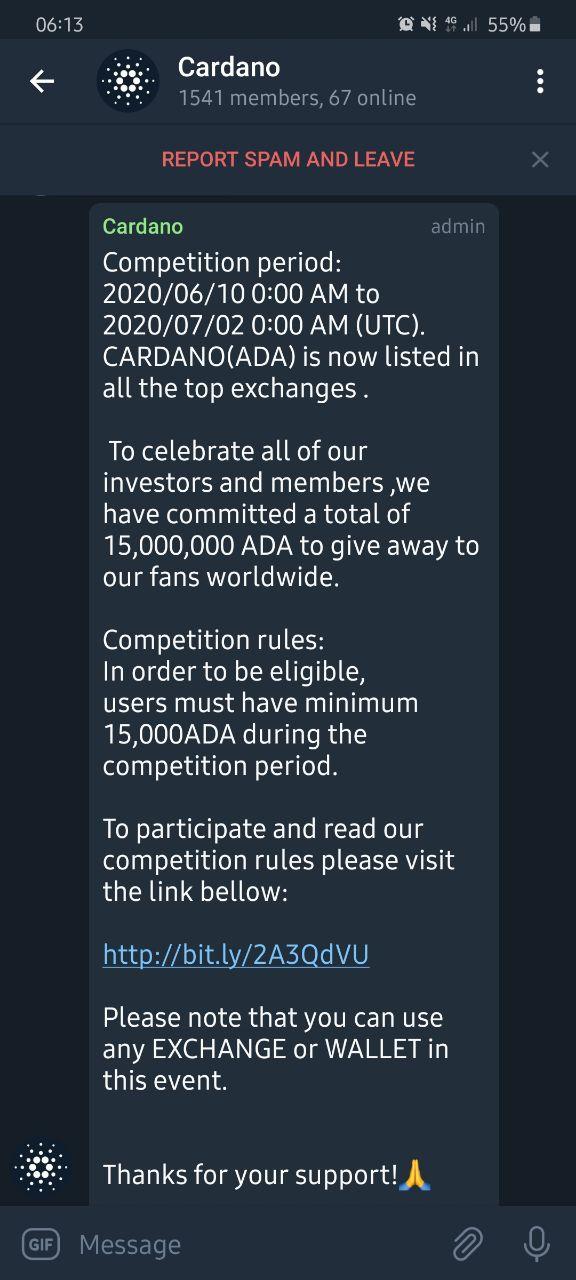 06:13
4G
55%
Cardano
1541 members, 67 online
REPORT SPAM AND LEAVE
Cardano admin
Competition period:
2020/06/10 0:00 AM to
2020/07/02 0:00 AM (UTC).
CARDANO(ADA) is now listed in
all the top exchanges .
To celebrate all of our
investors and members ,we
have committed a total of
15,000,000 ADA to give away to
our fans worldwide.
Competition rules:
In order to be eligible,
users must have minimum
15,000ADA during the
competition period.
To participate and read our
competition rules please visit
the link bellow:
http://bit.ly/2A3QdVU
Please note that you can use
any EXCHANGE or WALLET in
this event.
Thanks for your support!🙏
GIF Message